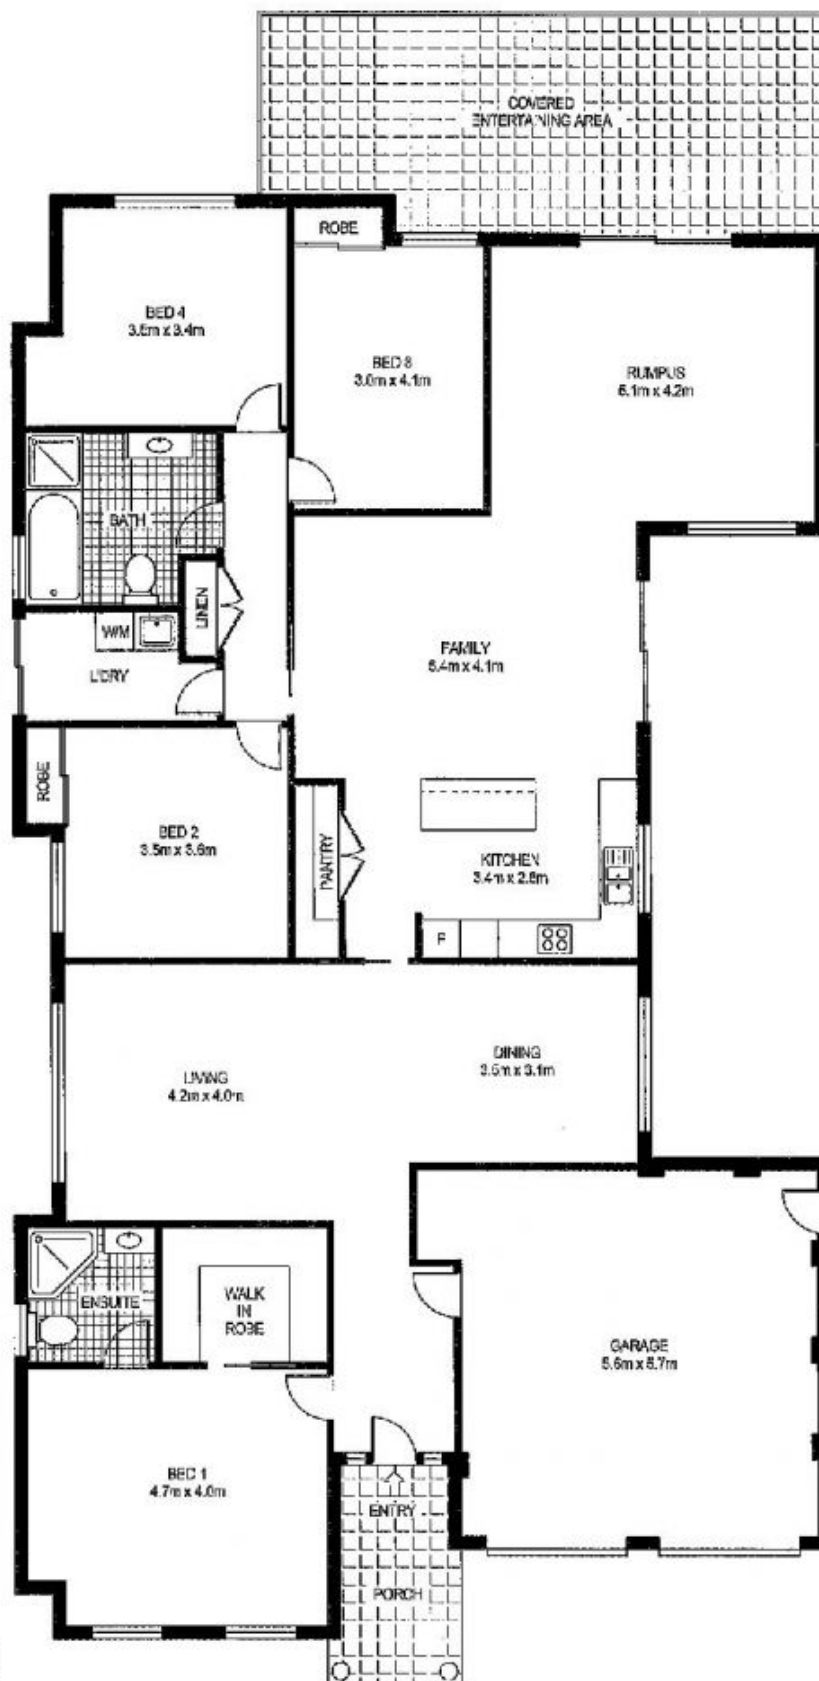 COVERED
ENTERTAINING AREA
ROBE
BED 4
3.5m x 3.4m
BED 3
3.0m x 4.1m
RUMPUS
5.1m x 4.2m
BATH
LINEN
W/M
L'DRY
FAMILY
5.4m x 4.1m
ROBE
BED 2
3.5m x 3.6m
PANTRY
KITCHEN
3.4m x 2.8m
F
LIVING
4.2m x 4.0m
DINING
3.5m x 3.1m
ENSUITE
WALK
IN
ROBE
GARAGE
5.6m x 5.7m
BED 1
4.7m x 4.0m
ENTRY
PORCH